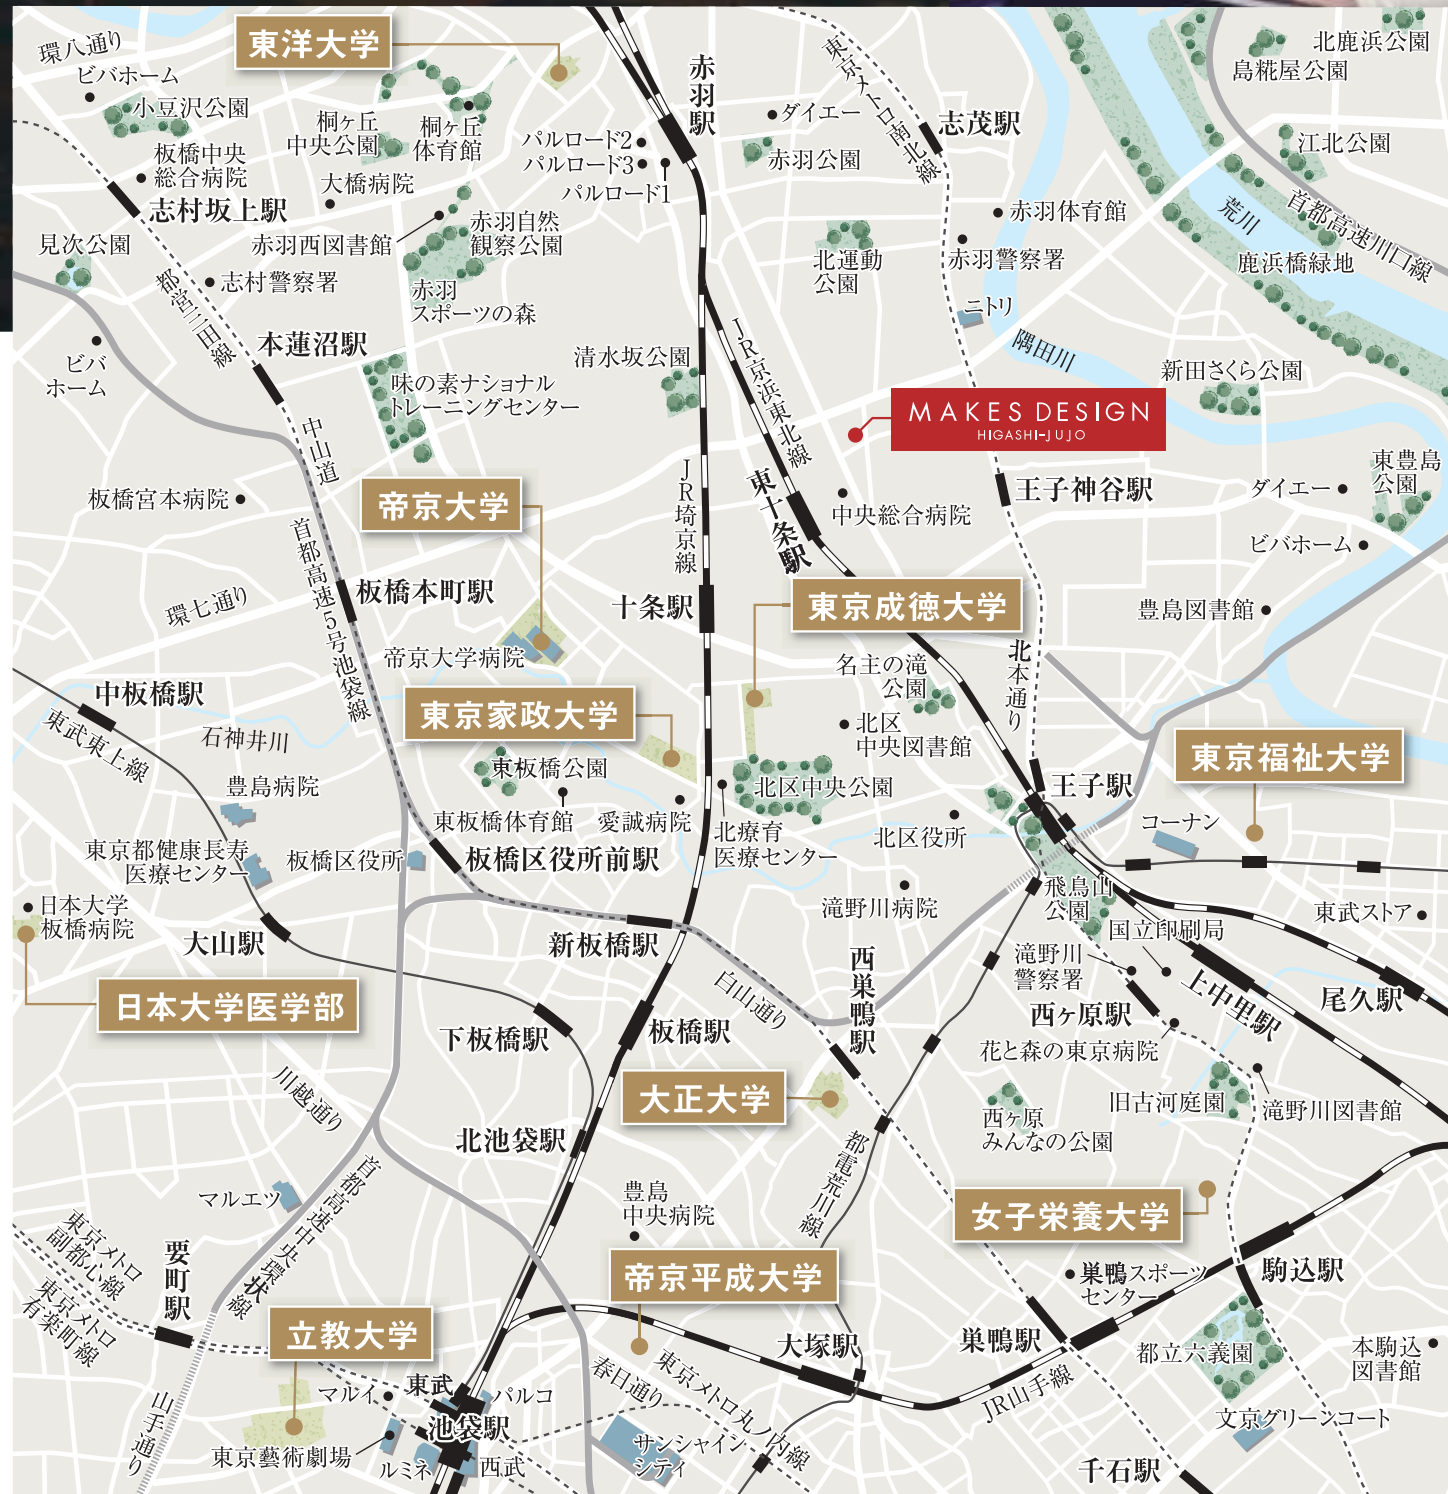 環八通り
ビバホーム
小豆沢公園
東洋大学
桐ヶ丘
中央公園
桐ヶ丘
体育館
赤羽駅
パルロード2
パルロード3
パルロード1
ダイエー
赤羽公園
東京メトロ南北線
志茂駅
北鹿浜公園
島糀屋公園
江北公園
首都高速川口線
荒川
鹿浜橋緑地
板橋中央
総合病院
大橋病院
志村坂上駅
赤羽西図書館
赤羽自然
観察公園
見次公園
志村警察署
赤羽
スポーツの森
北運動
公園
赤羽体育館
赤羽警察署
ニトリ
隅田川
都営三田線
本蓮沼駅
ビバ
ホーム
清水坂公園
味の素ナショナル
トレーニングセンター
JR京浜東北線
新田さくら公園
MAKES DESIGN
HIGASHI-JUJO
中山道
JR埼京線
東十条駅
中央総合病院
王子神谷駅
東豊島
公園
ダイエー
ビバホーム
板橋宮本病院
帝京大学
首都高速5号池袋線
板橋本町駅
環七通り
十条駅
東京成徳大学
豊島図書館
帝京大学病院
名主の滝
公園
北本通り
中板橋駅
東武東上線
石神井川
東京家政大学
北区
中央図書館
東京福祉大学
豊島病院
東板橋公園
北区中央公園
王子駅
東板橋体育館
愛誠病院
北療育
医療センター
北区役所
コーナン
東京都健康長寿
医療センター
板橋区役所
板橋区役所前駅
飛鳥山
公園
日本大学
板橋病院
大山駅
新板橋駅
滝野川病院
国立印刷局
東武ストア
滝野川
警察署
西巣鴨駅
白山通り
日本大学医学部
下板橋駅
板橋駅
西ヶ原駅
上中里駅
尾久駅
花と森の東京病院
川越通り
大正大学
西ヶ原
みんなの公園
旧古河庭園
滝野川図書館
北池袋駅
都電荒川線
マルエツ
首都高速中央環状線
豊島
中央病院
女子栄養大学
東京メトロ
副都心線
要町駅
東京メトロ
有楽町線
帝京平成大学
巣鴨スポーツ
センター
駒込駅
立教大学
大塚駅
巣鴨駅
都立六義園
本駒込
図書館
山手通り
マルイ
東武
パルコ
春日通り
東京メトロ丸ノ内線
JR山手線
池袋駅
東京藝術劇場
ルミネ
西武
サンシャイン
シティ
文京グリーンコート
千石駅